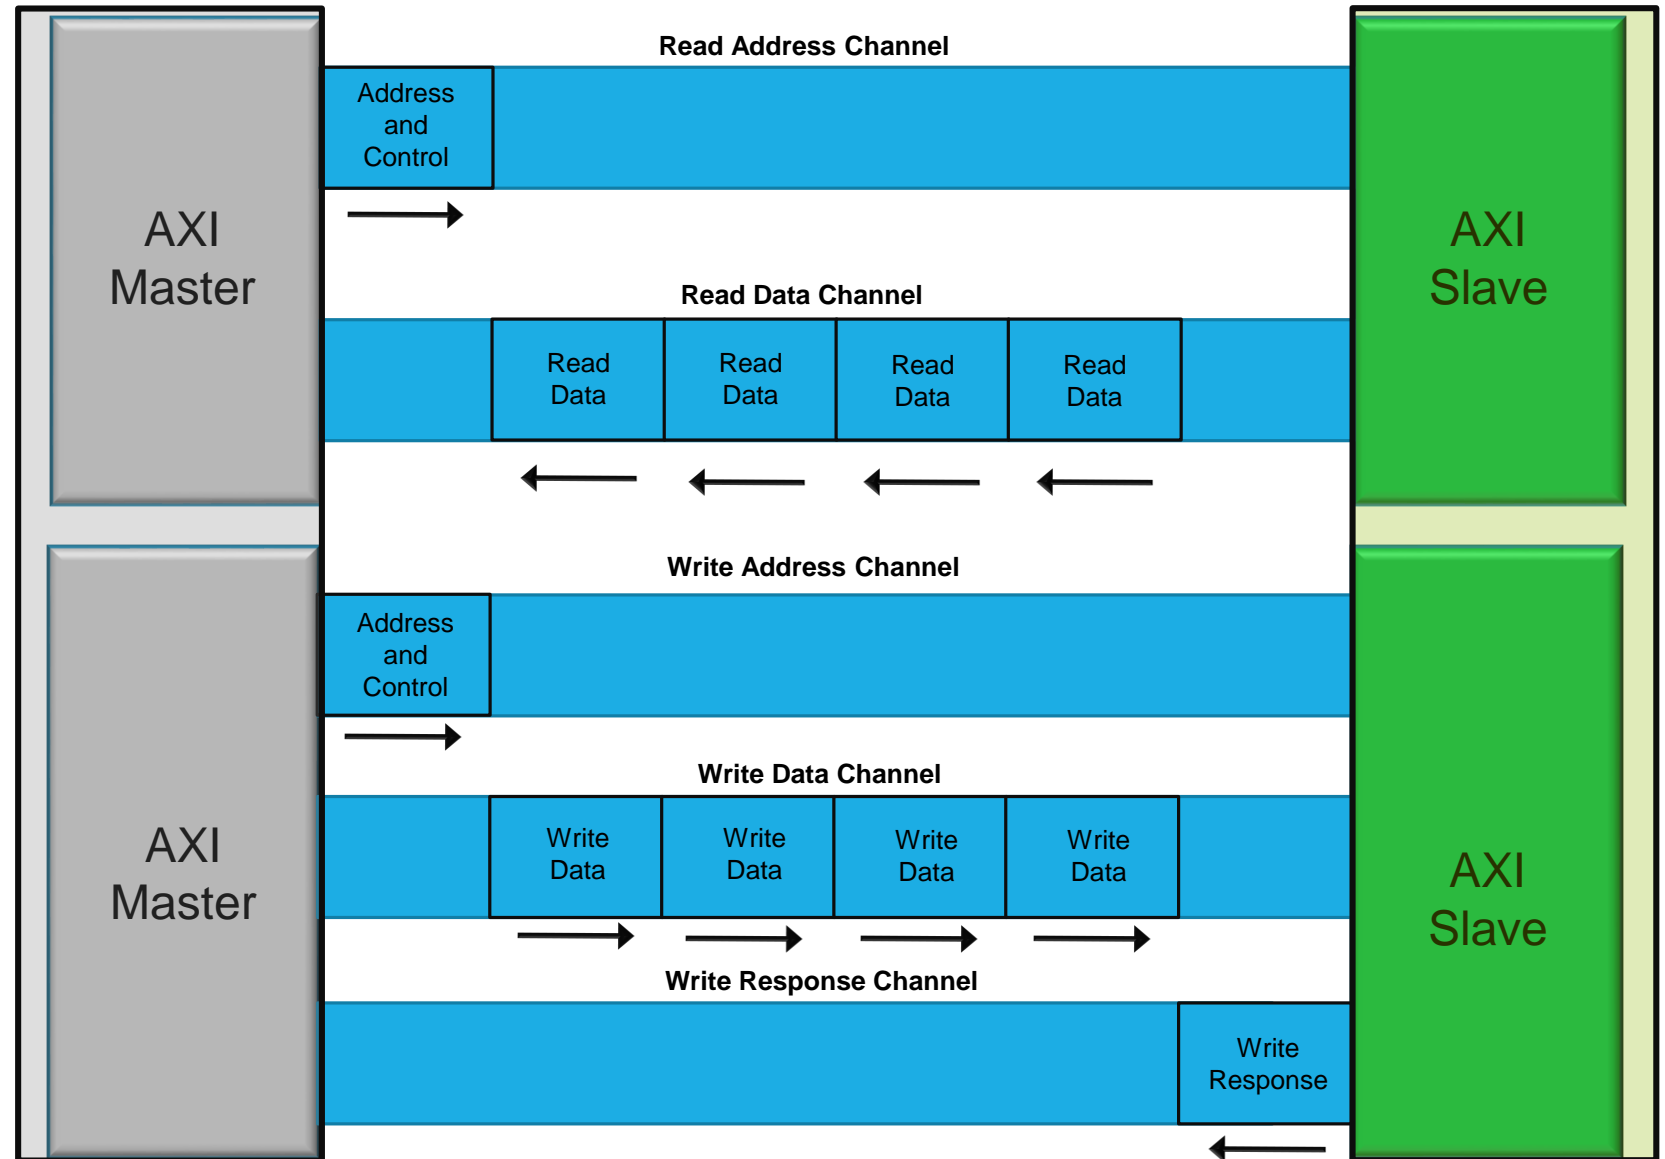 Read Address Channel
Address
and
Control
AXI
Master
AXI
Slave
Read Data Channel
Read
Data
Read
Data
Read
Data
Read
Data
Write Address Channel
Address
and
Control
Write Data Channel
AXI
Master
Write
Data
Write
Data
Write
Data
Write
Data
AXI
Slave
Write Response Channel
Write
Response